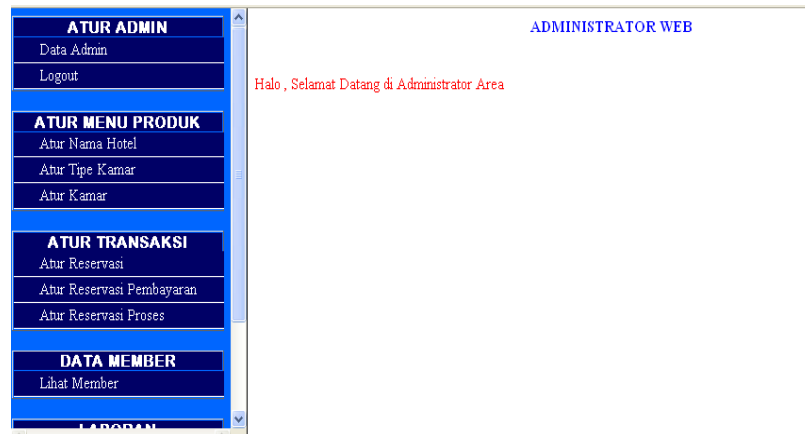 ATUR ADMIN
Data Admin
Logout
ATUR MENU PRODUK
Atur Nama Hotel
Atur Tipe Kamar
Atur Kamar
ATUR TRANSAKSI
Atur Reservasi
Atur Reservasi Pembayaran
Atur Reservasi Proses
DATA MEMBER
Lihat Member
LAPORAN
ADMINISTRATOR WEB
Halo , Selamat Datang di Administrator Area